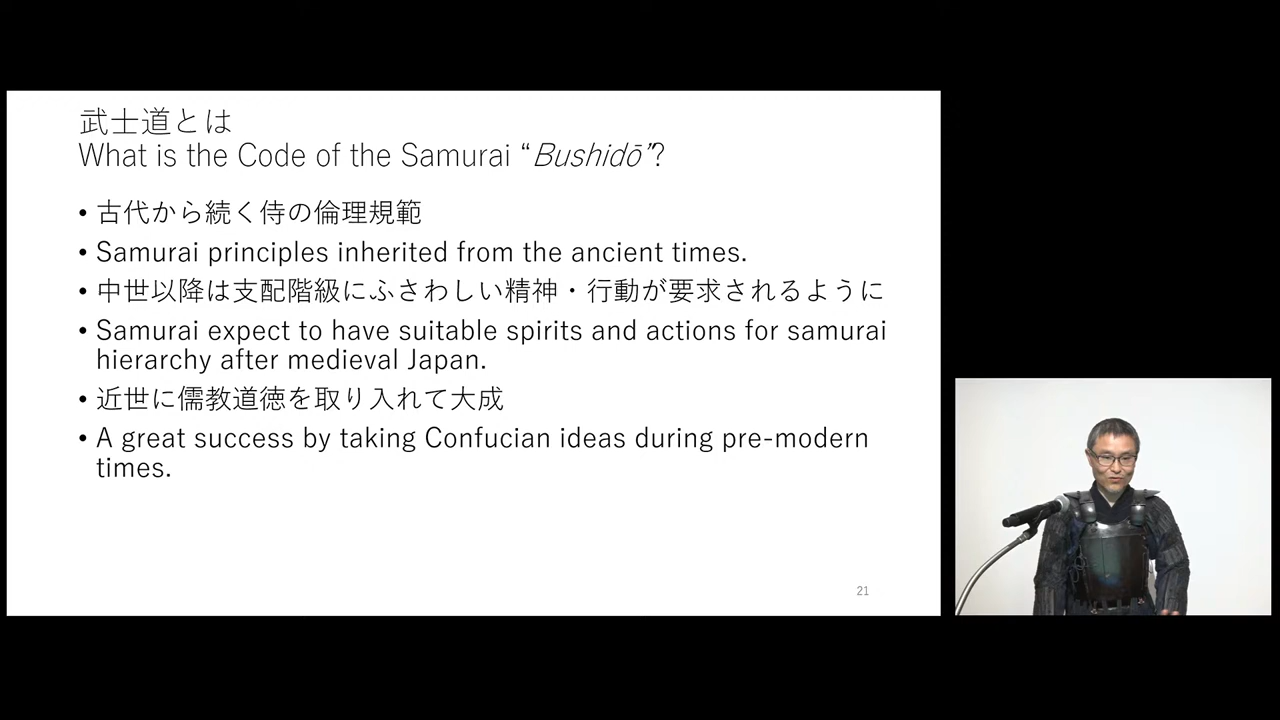 武士道とは
What is the Code of the Samurai “Bushidō”?
• 古代から続く侍の倫理規範
• Samurai principles inherited from the ancient times.
• 中世以降は支配階級にふさわしい精神・行動が要求されるように
• Samurai expect to have suitable spirits and actions for samurai
hierarchy after medieval Japan.
• 近世に儒教道徳を取り入れて大成
• A great success by taking Confucian ideas during pre-modern
times.
21